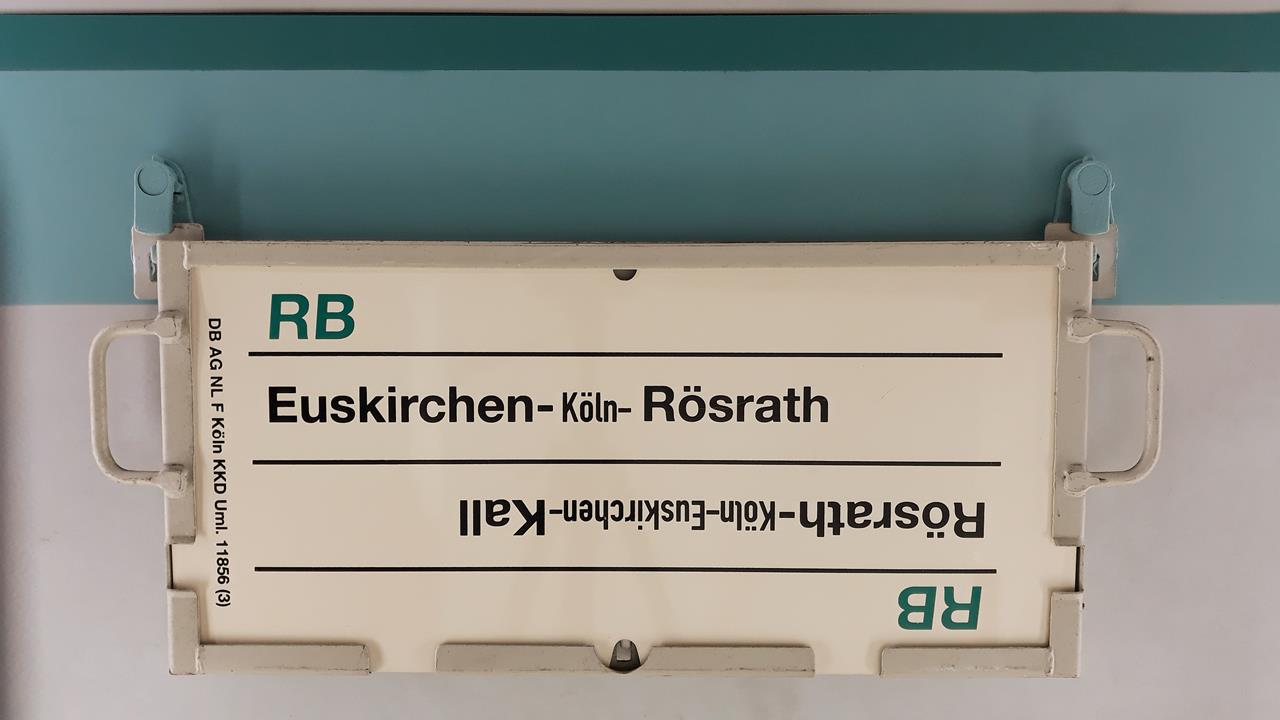 RB
Euskirchen-Köln-Rösrath
Rösrath-Köln-Euskirchen-Kall
RB
DB AG NL F Köln KKD Uml. 11856 (3)